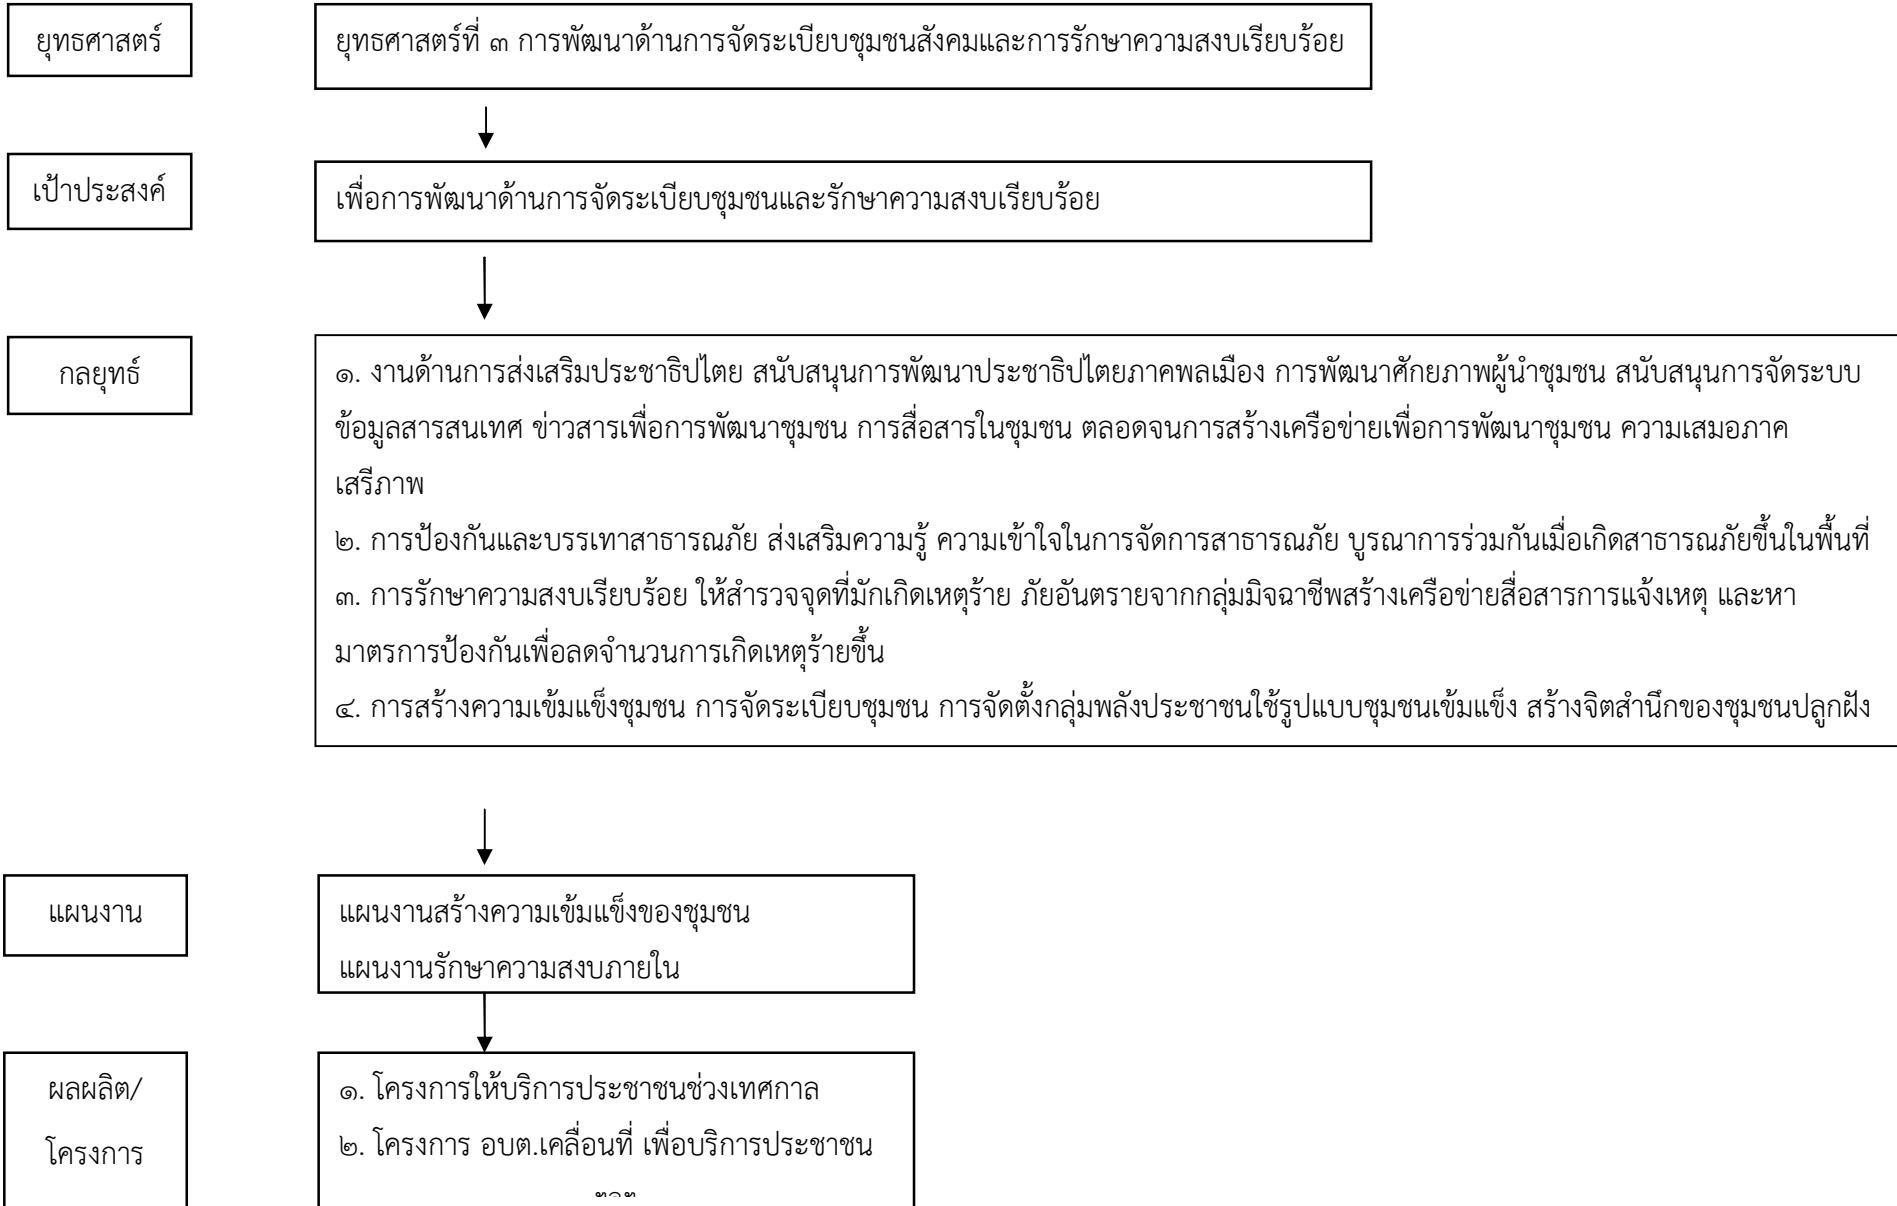 ยุทธศาสตร์
ยุทธศาสตร์ที่ ๓ การพัฒนาด้านการจัดระเบียบชุมชนสังคมและการรักษาความสงบเรียบร้อย
เป้าประสงค์
เพื่อการพัฒนาด้านการจัดระเบียบชุมชนและรักษาความสงบเรียบร้อย
กลยุทธ์
๑. งานด้านการส่งเสริมประชาธิปไตย สนับสนุนการพัฒนาประชาธิปไตยภาคพลเมือง การพัฒนาศักยภาพผู้นำชุมชน สนับสนุนการจัดระบบ
ข้อมูลสารสนเทศ ข่าวสารเพื่อการพัฒนาชุมชน การสื่อสารในชุมชน ตลอดจนการสร้างเครือข่ายเพื่อการพัฒนาชุมชน ความเสมอภาค
เสรีภาพ
๒. การป้องกันและบรรเทาสาธารณภัย ส่งเสริมความรู้ ความเข้าใจในการจัดการสาธารณภัย บูรณาการร่วมกันเมื่อเกิดสาธารณภัยขึ้นในพื้นที่
๓. การรักษาความสงบเรียบร้อย ให้สำรวจจุดที่มักเกิดเหตุร้าย ภัยอันตรายจากกลุ่มมิจฉาชีพสร้างเครือข่ายสื่อสารการแจ้งเหตุ และหา
มาตรการป้องกันเพื่อลดจำนวนการเกิดเหตุร้ายขึ้น
๔. การสร้างความเข้มแข็งชุมชน การจัดระเบียบชุมชน การจัดตั้งกลุ่มพลังประชาชนใช้รูปแบบชุมชนเข้มแข็ง สร้างจิตสำนึกของชุมชนปลูกฝัง
แผนงาน
แผนงานสร้างความเข้มแข็งของชุมชน
แผนงานรักษาความสงบภายใน
ผลผลิต/
โครงการ
๑. โครงการให้บริการประชาชนช่วงเทศกาล
๒. โครงการ อบต.เคลื่อนที่ เพื่อบริการประชาชน